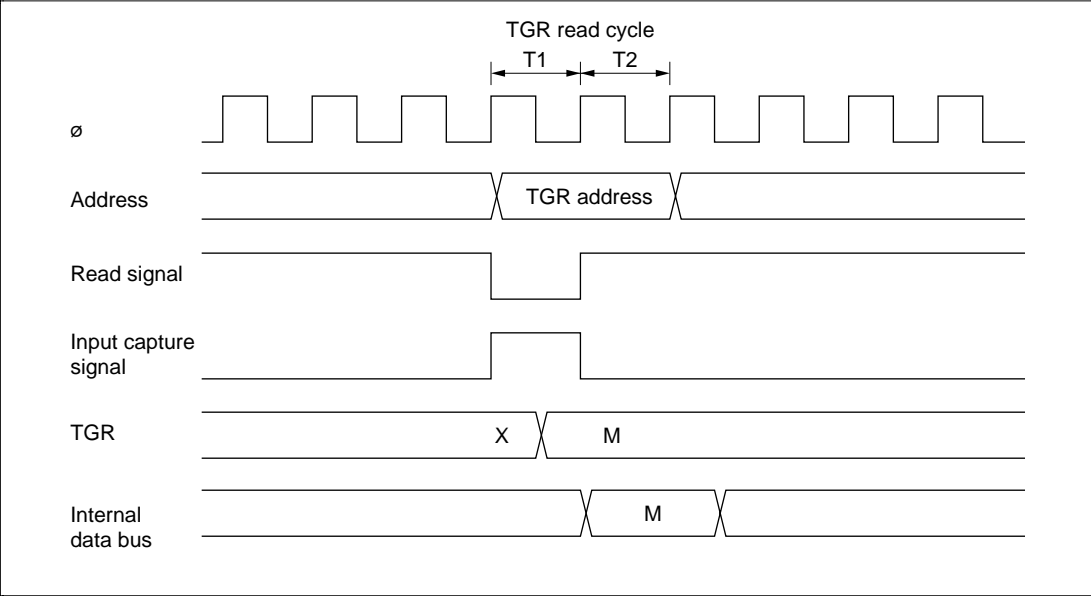 TGR read cycle
T1 T2
ø
Address
TGR address
Read signal
Input capture
signal
TGR
X M
Internal
data bus
M